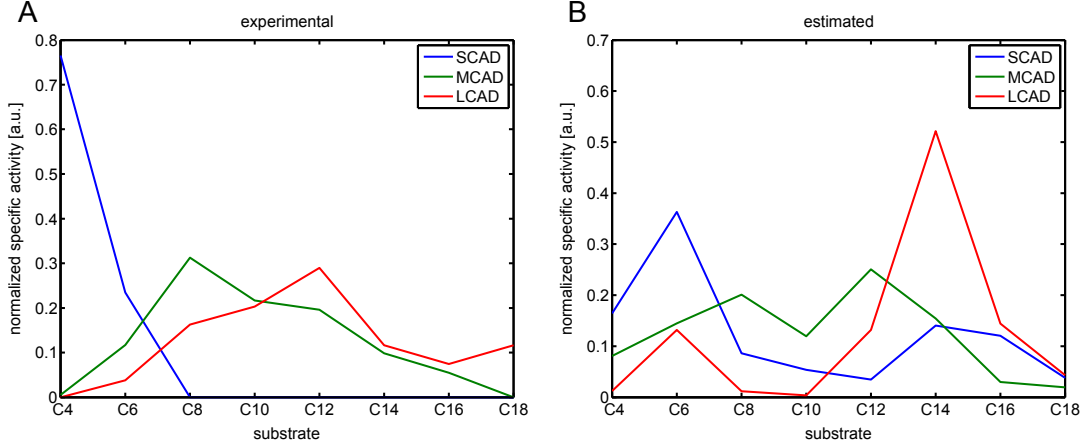 A
experimental
normalized specific activity [a.u.]
0.8
0.7
0.6
0.5
0.4
0.3
0.2
0.1
0
SCAD
MCAD
LCAD
C4 C6 C8 C10 C12 C14 C16 C18
substrate
B
estimated
normalized specific activity [a.u.]
0.7
0.6
0.5
0.4
0.3
0.2
0.1
0
SCAD
MCAD
LCAD
C4 C6 C8 C10 C12 C14 C16 C18
substrate